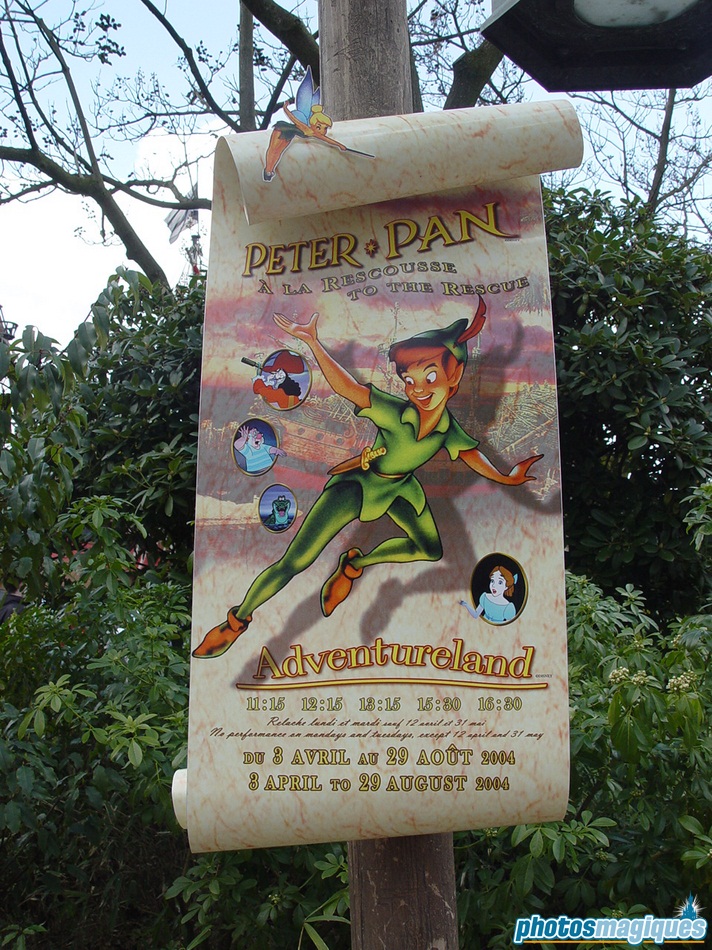 PETER PAN
À LA RESCOUSSE
TO THE RESCUE
Adventureland
DISNEY
11:15 12:15 13:15 15:30 16:30
Relache lundi et mardi sauf 12 avril et 31 mai
No performance on mondays and tuesdays, except 12 april and 31 may
DU 3 AVRIL AU 29 AOÛT 2004
3 APRIL TO 29 AUGUST 2004
photosmagiques